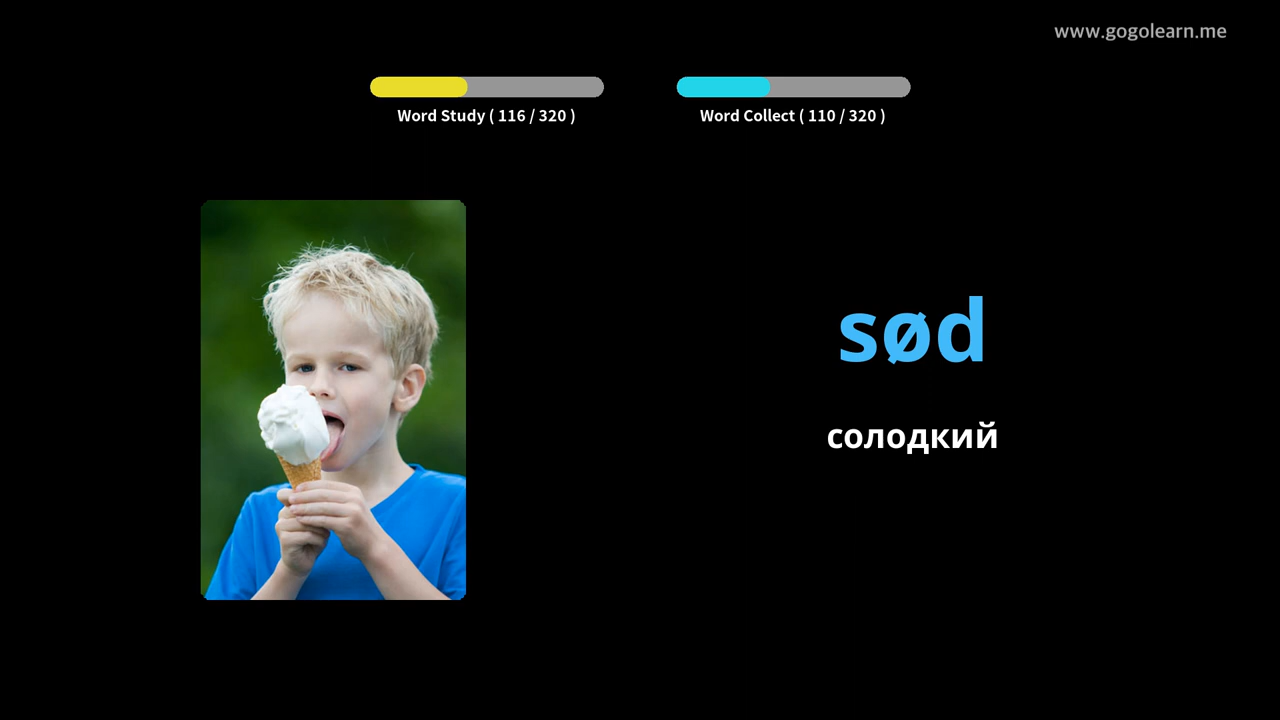 www.gogolearn.me
Word Study ( 116 / 320 )
Word Collect ( 110 / 320 )
sød
солодкий